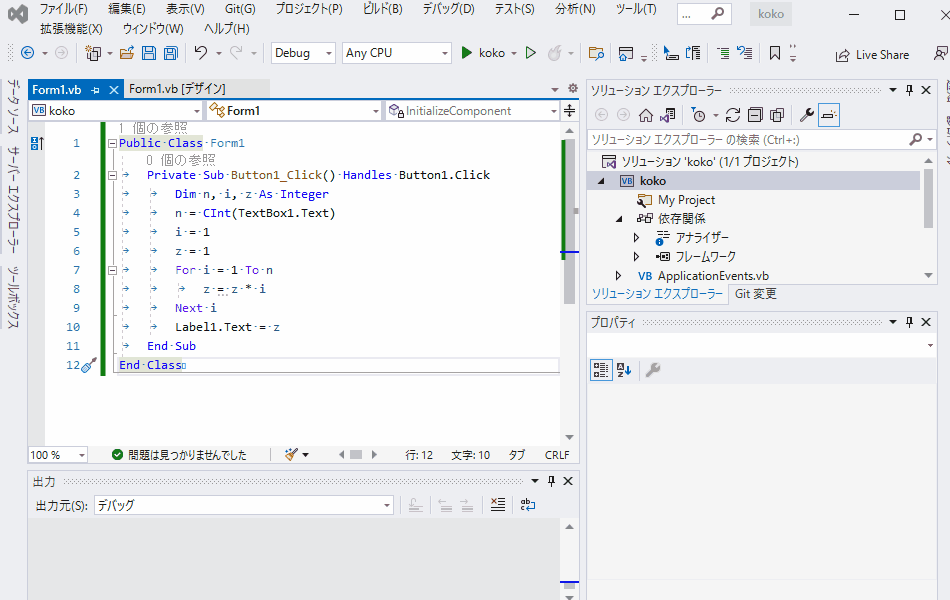 ファイル(F) 編集(E) 表示(V) Git(G) プロジェクト(P) ビルド(B) デバッグ(D) テスト(S) 分析(N) ツール(T) ... koko
拡張機能(X) ウィンドウ(W) ヘルプ(H)
Debug Any CPU koko Live Share
データ ソース
サーバー エクスプローラー
ツールボックス
Form1.vb Form1.vb [デザイン]
koko Form1 InitializeComponent
1 個の参照
1 Public Class Form1
0 個の参照
2 Private Sub Button1_Click() Handles Button1.Click
3 Dim n, i, z As Integer
4 n = CInt(TextBox1.Text)
5 i = 1
6 z = 1
7 For i = 1 To n
8 z = z * i
9 Next i
10 Label1.Text = z
11 End Sub
12 End Class
100 % 問題は見つかりませんでした 行: 12 文字: 10 タブ CRLF
出力
出力元(S): デバッグ
ソリューション エクスプローラー
ソリューション エクスプローラー の検索 (Ctrl+:)
ソリューション 'koko' (1/1 プロジェクト)
VB koko
My Project
依存関係
アナライザー
フレームワーク
VB ApplicationEvents.vb
ソリューション エクスプローラー Git 変更
プロパティ